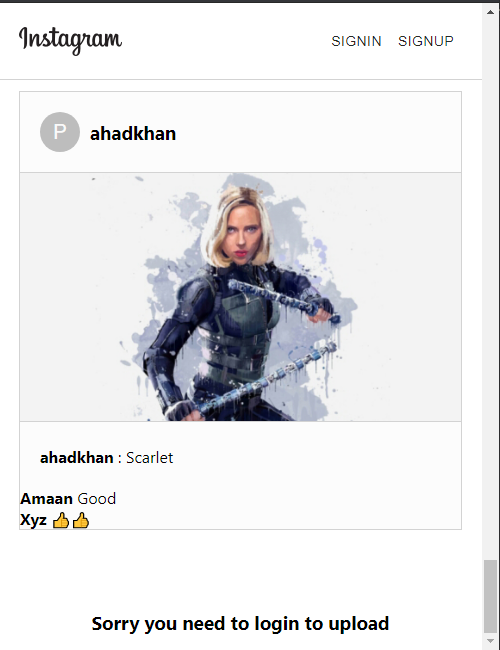 Instagram
SIGNIN SIGNUP
P
ahadkhan
ahadkhan : Scarlet
Amaan Good
Xyz 👍👍
Sorry you need to login to upload